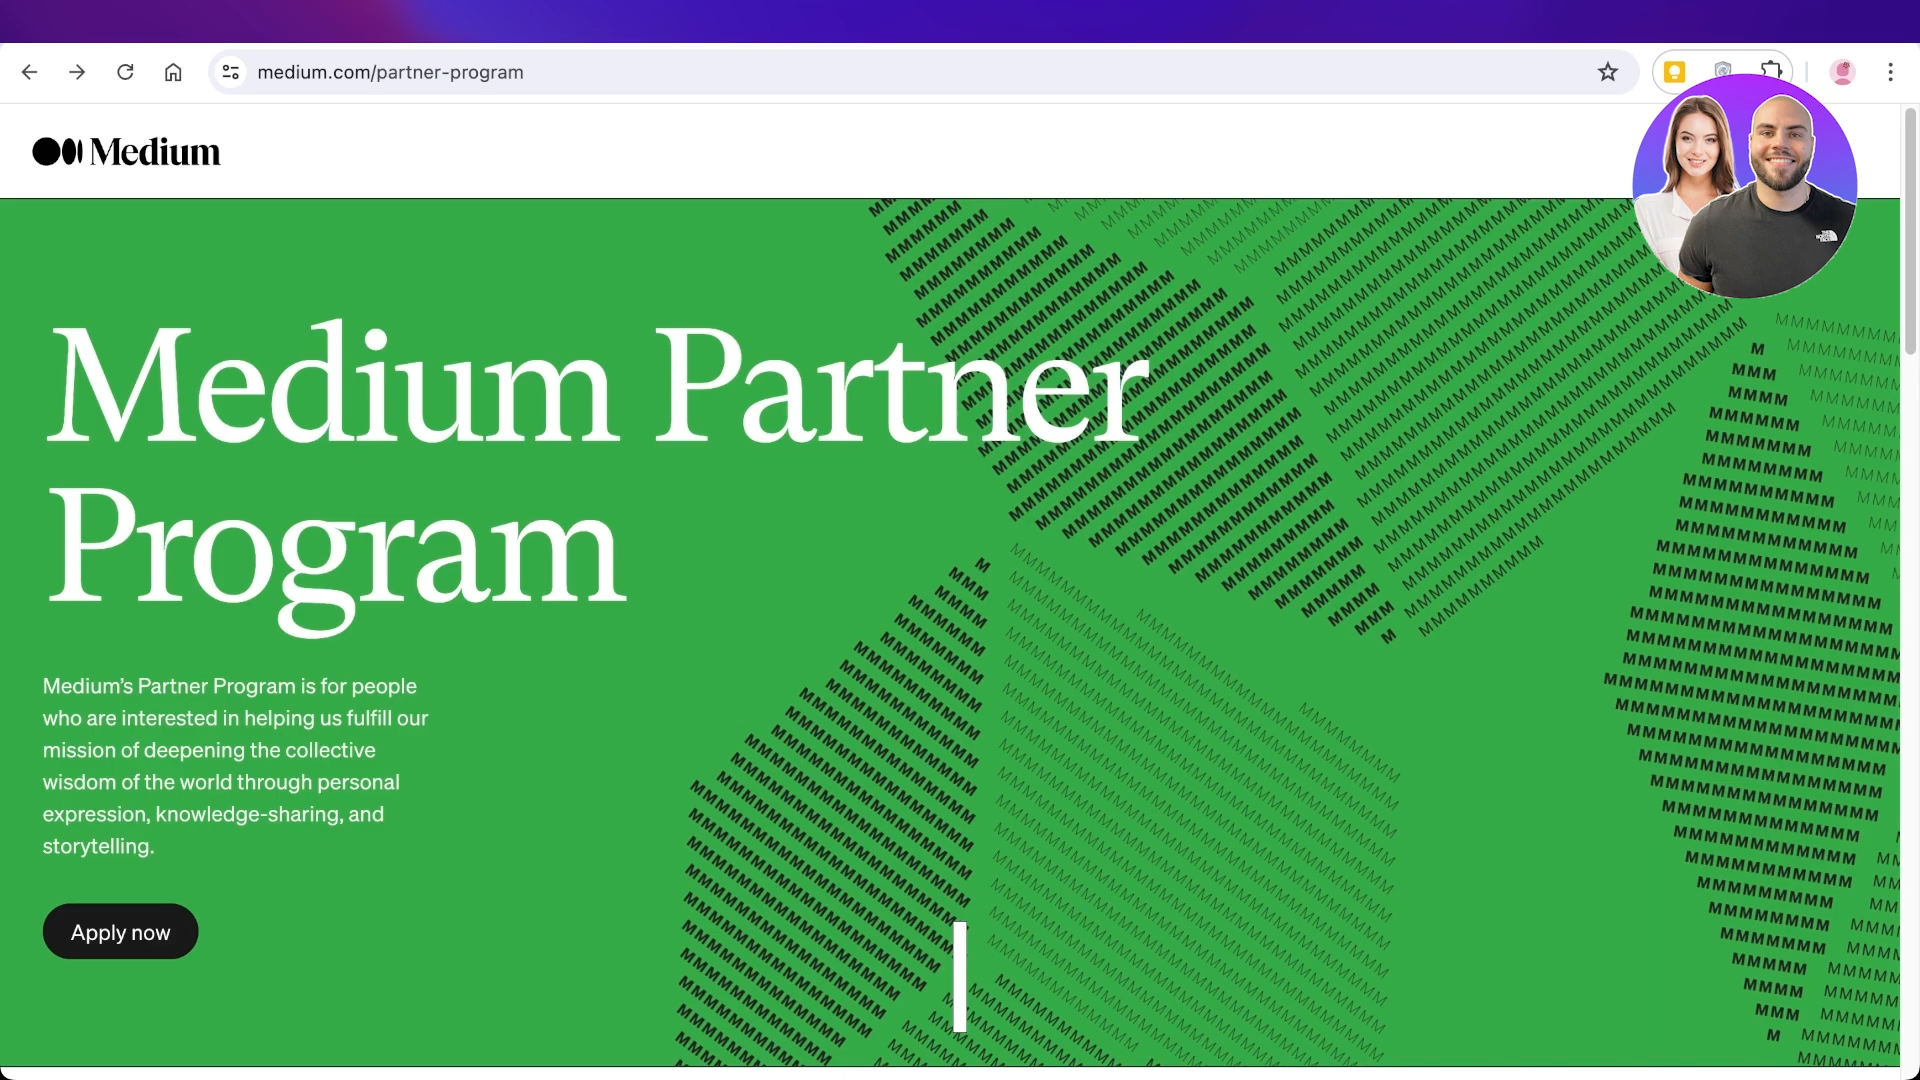 medium.com/partner-program
Medium
Medium Partner
Program
Medium's Partner Program is for people
who are interested in helping us fulfill our
mission of deepening the collective
wisdom of the world through personal
expression, knowledge-sharing, and
storytelling.
Apply now